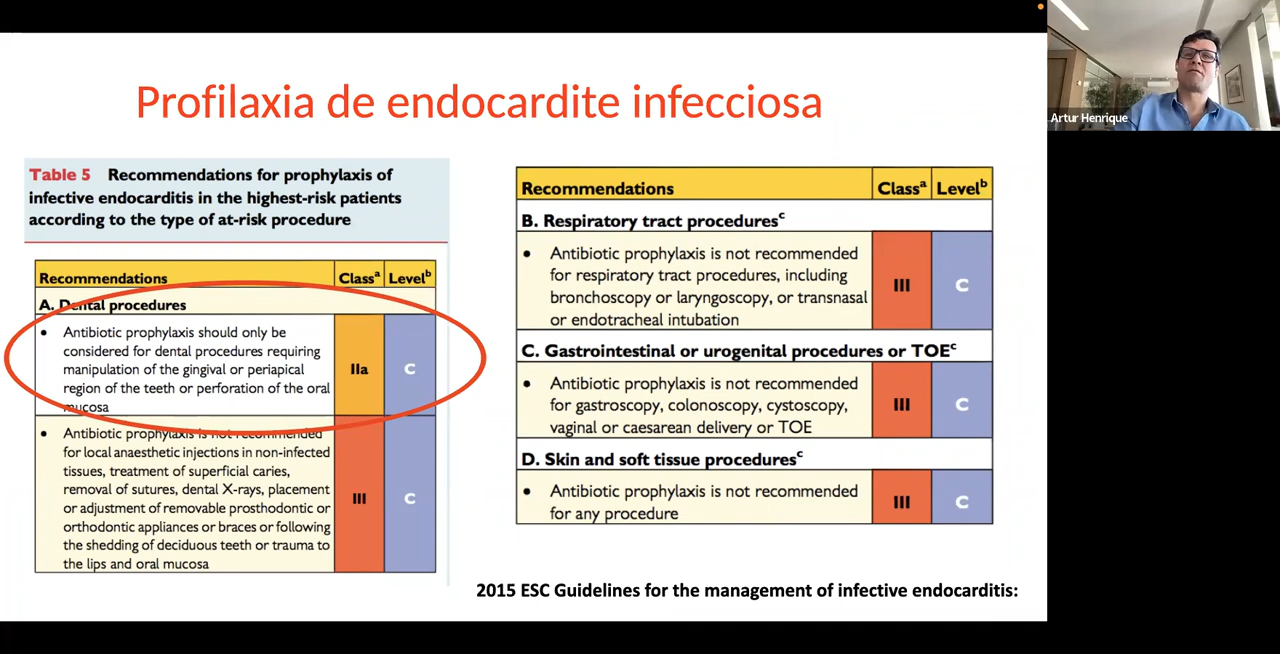 Profilaxia de endocardite infecciosa
Table 5 Recommendations for prophylaxis of
infective endocarditis in the highest-risk patients
according to the type of at-risk procedure
Recommendations Classᵃ Levelᵇ
A. Dental procedures
• Antibiotic prophylaxis should only be
considered for dental procedures requiring
manipulation of the gingival or periapical
region of the teeth or perforation of the oral
mucosa
IIa C
• Antibiotic prophylaxis is not recommended
for local anaesthetic injections in non-infected
tissues, treatment of superficial caries,
removal of sutures, dental X-rays, placement
or adjustment of removable prosthodontic or
orthodontic appliances or braces or following
the shedding of deciduous teeth or trauma to
the lips and oral mucosa
III C
Recommendations Classᵃ Levelᵇ
B. Respiratory tract proceduresᶜ
• Antibiotic prophylaxis is not recommended
for respiratory tract procedures, including
bronchoscopy or laryngoscopy, or transnasal
or endotracheal intubation
III C
C. Gastrointestinal or urogenital procedures or TOEᶜ
• Antibiotic prophylaxis is not recommended
for gastroscopy, colonoscopy, cystoscopy,
vaginal or caesarean delivery or TOE
III C
D. Skin and soft tissue proceduresᶜ
• Antibiotic prophylaxis is not recommended
for any procedure
III C
2015 ESC Guidelines for the management of infective endocarditis:
Artur Henrique